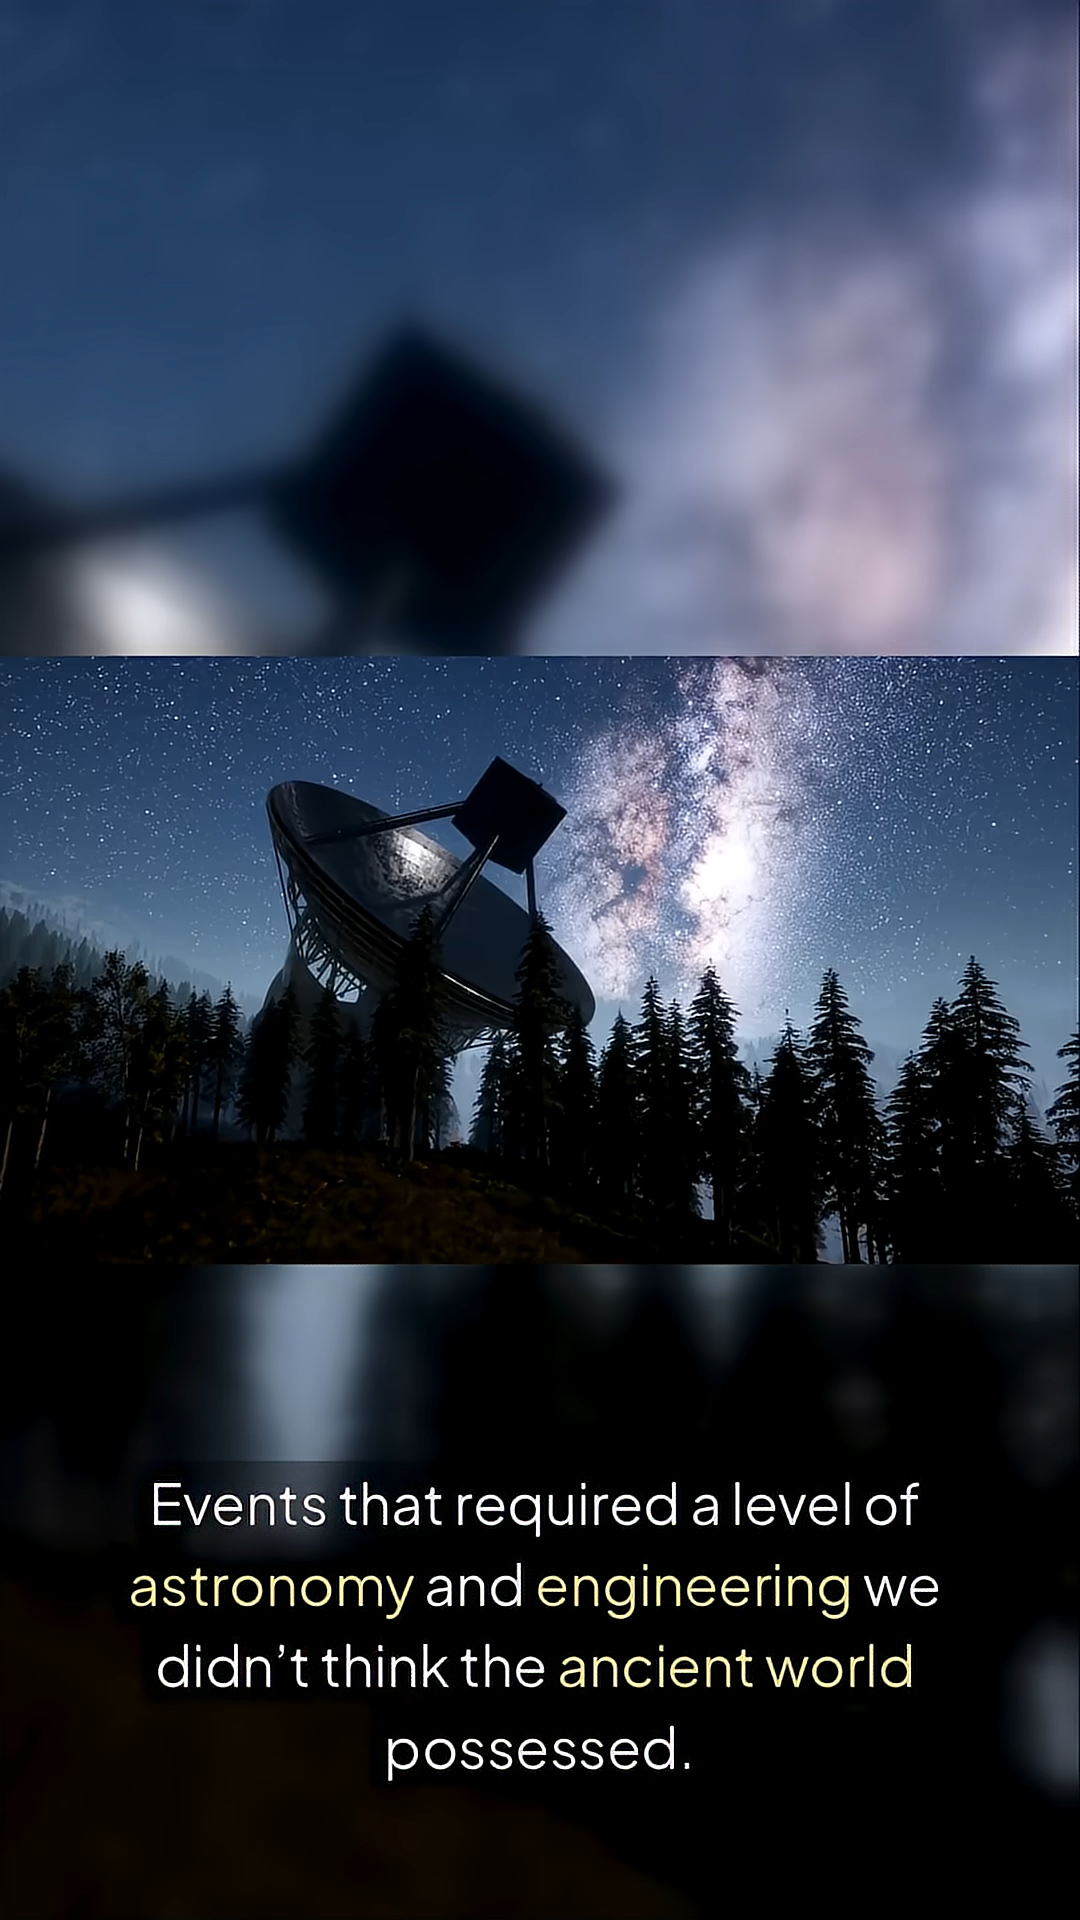 Events that required a level of
astronomy and engineering we
didn’t think the ancient world
possessed.